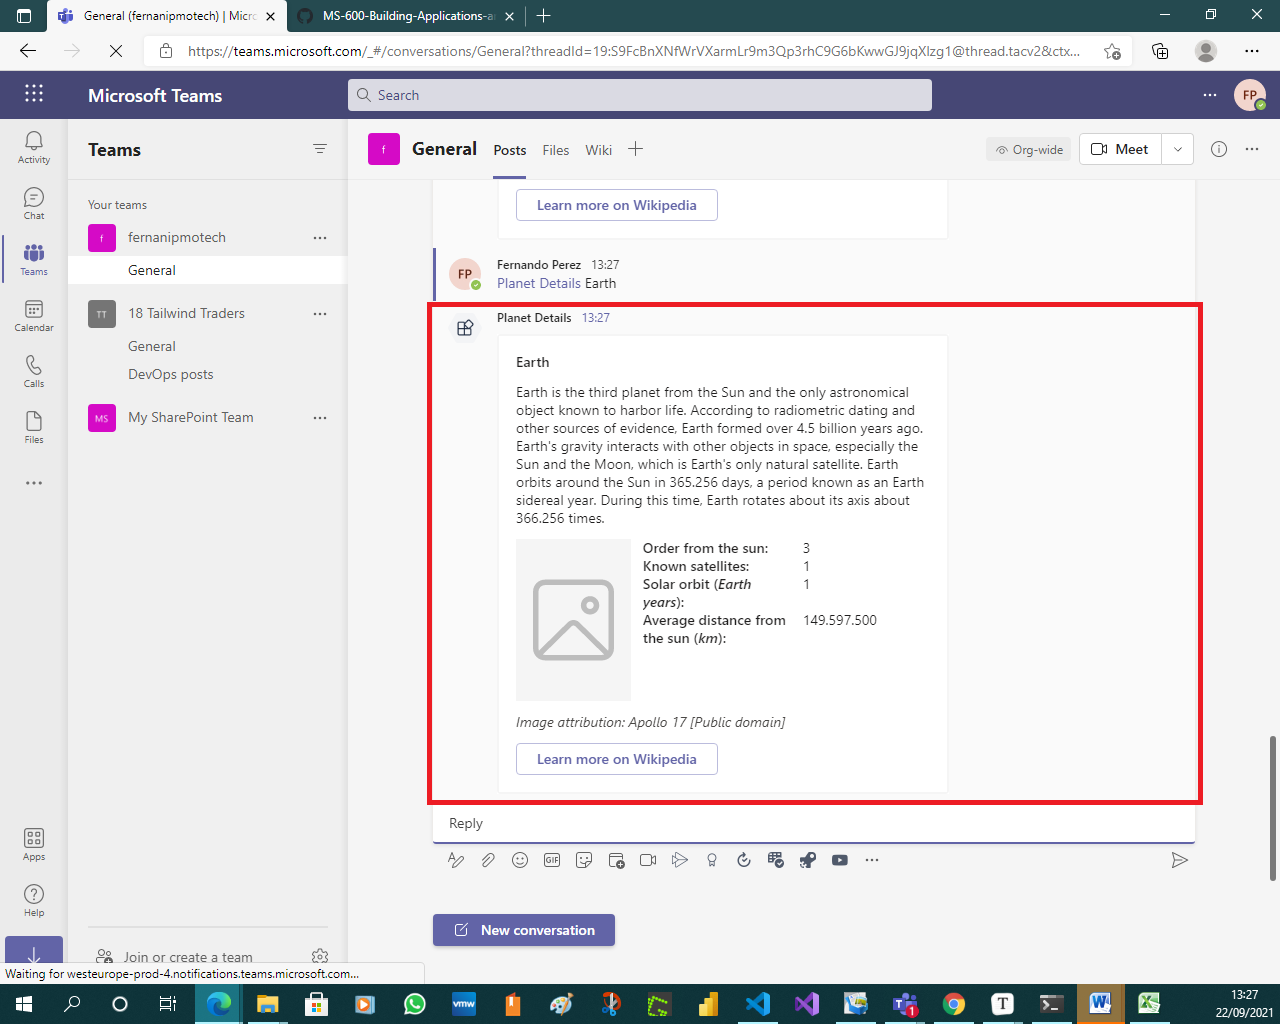 General (fernanipmotech) | Micro
MS-600-Building-Applications-a
https://teams.microsoft.com/_#/conversations/General?threadId=19:S9FcBnXNfWrVXarmLr9m3Qp3rhC9G6bKwwGJ9jqXlzg1@thread.tacv2&ctx...
Microsoft Teams
Search
FP
Activity
Chat
Teams
Calendar
Calls
Files
Apps
Help
Teams
Your teams
f
fernanipmotech
General
TT
18 Tailwind Traders
General
DevOps posts
MS
My SharePoint Team
Join or create a team
f
General
Posts
Files
Wiki
Org-wide
Meet
Learn more on Wikipedia
FP
Fernando Perez 13:27
Planet Details Earth
Planet Details 13:27
Earth
Earth is the third planet from the Sun and the only astronomical
object known to harbor life. According to radiometric dating and
other sources of evidence, Earth formed over 4.5 billion years ago.
Earth's gravity interacts with other objects in space, especially the
Sun and the Moon, which is Earth's only natural satellite. Earth
orbits around the Sun in 365.256 days, a period known as an Earth
sidereal year. During this time, Earth rotates about its axis about
366.256 times.
Order from the sun: 3
Known satellites: 1
Solar orbit (Earth 1
years):
Average distance from 149.597.500
the sun (km):
Image attribution: Apollo 17 [Public domain]
Learn more on Wikipedia
Reply
GIF
New conversation
Waiting for westeurope-prod-4.notifications.teams.microsoft.com...
vmw
T
1
13:27
22/09/2021